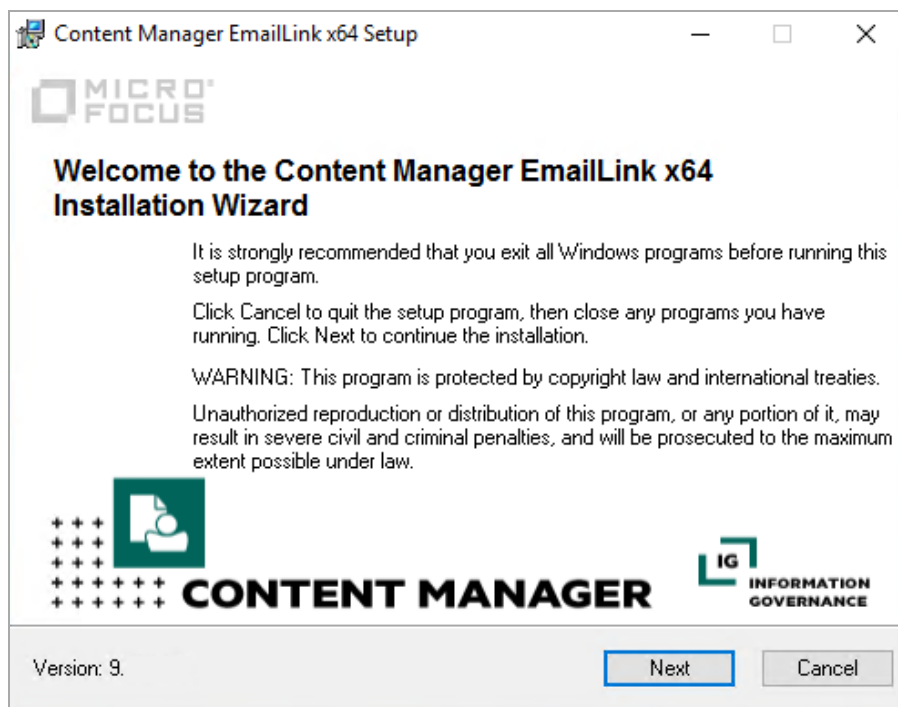 Content Manager EmailLink x64 Setup
MICRO
FOCUS
Welcome to the Content Manager EmailLink x64
Installation Wizard
It is strongly recommended that you exit all Windows programs before running this
setup program.
Click Cancel to quit the setup program, then close any programs you have
running. Click Next to continue the installation.
WARNING: This program is protected by copyright law and international treaties.
Unauthorized reproduction or distribution of this program, or any portion of it, may
result in severe civil and criminal penalties, and will be prosecuted to the maximum
extent possible under law.
CONTENT MANAGER
IG
INFORMATION
GOVERNANCE
Version: 9.
Next
Cancel